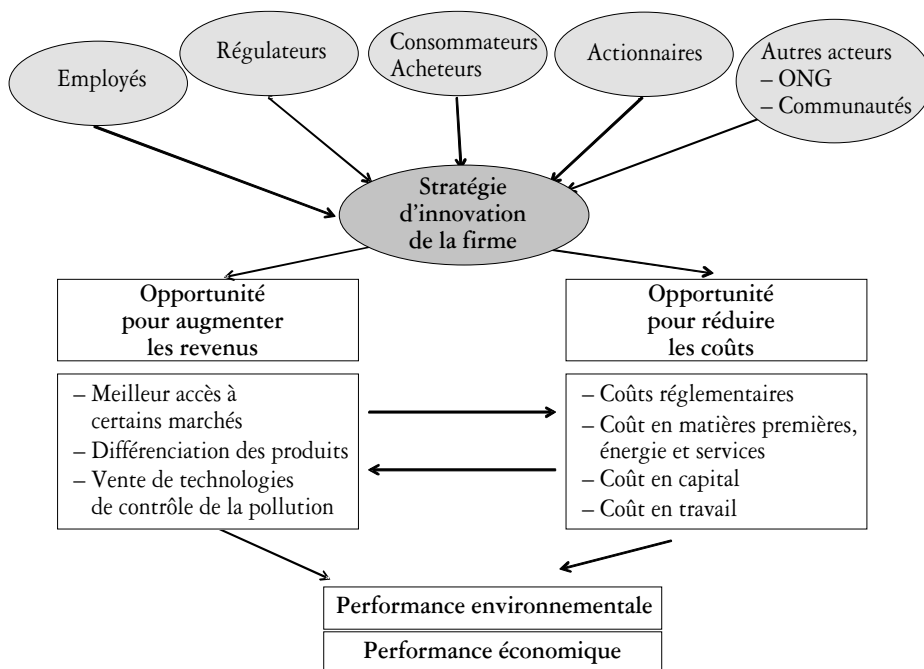 Employés
Régulateurs
Consommateurs
Acheteurs
Actionnaires
Autres acteurs
– ONG
– Communautés
Stratégie
d’innovation
de la firme
Opportunité
pour augmenter
les revenus
Opportunité
pour réduire
les coûts
– Meilleur accès à
certains marchés
– Différenciation des produits
– Vente de technologies
de contrôle de la pollution
– Coûts réglementaires
– Coût en matières premières,
énergie et services
– Coût en capital
– Coût en travail
Performance environnementale
Performance économique